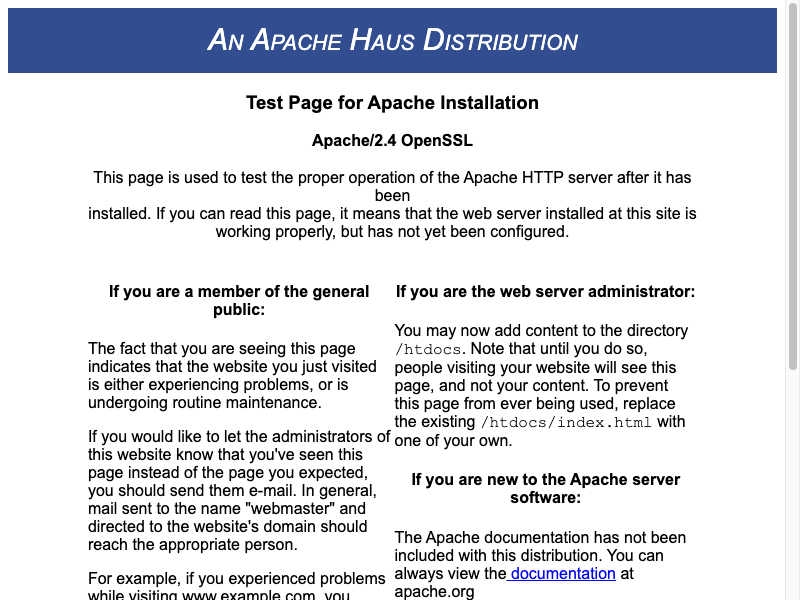 An Apache Haus Distribution
Test Page for Apache Installation
Apache/2.4 OpenSSL
This page is used to test the proper operation of the Apache HTTP server after it has
been
installed. If you can read this page, it means that the web server installed at this site is
working properly, but has not yet been configured.
If you are a member of the general
public:
The fact that you are seeing this page
indicates that the website you just visited
is either experiencing problems, or is
undergoing routine maintenance.
If you would like to let the administrators of
this website know that you've seen this
page instead of the page you expected,
you should send them e-mail. In general,
mail sent to the name "webmaster" and
directed to the website's domain should
reach the appropriate person.
For example, if you experienced problems
while visiting www.example.com, you
If you are the web server administrator:
You may now add content to the directory
/htdocs. Note that until you do so,
people visiting your website will see this
page, and not your content. To prevent
this page from ever being used, replace
the existing /htdocs/index.html with
one of your own.
If you are new to the Apache server
software:
The Apache documentation has not been
included with this distribution. You can
always view the documentation at
apache.org